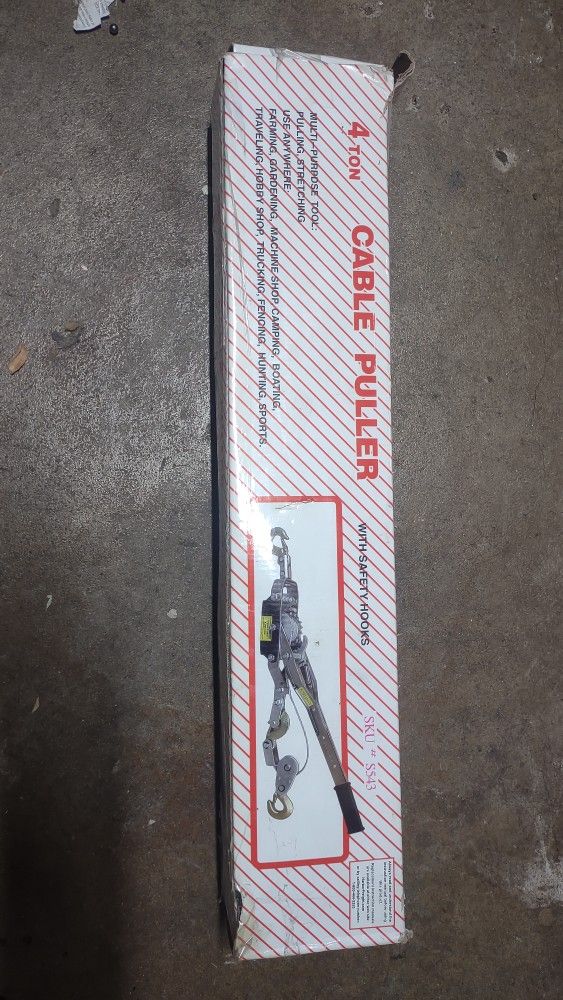 4 TON CABLE PULLER
WITH SAFETY HOOKS
MULTI-PURPOSE TOOL:
PULLING, STRETCHING
USE ANYWHERE:
FARMING, GARDENING, MACHINE SHOP, CAMPING, BOATING,
TRAVELING, HOBBY SHOP, TRUCKING, FENCING, HUNTING, SPORTS.
SKU # S543